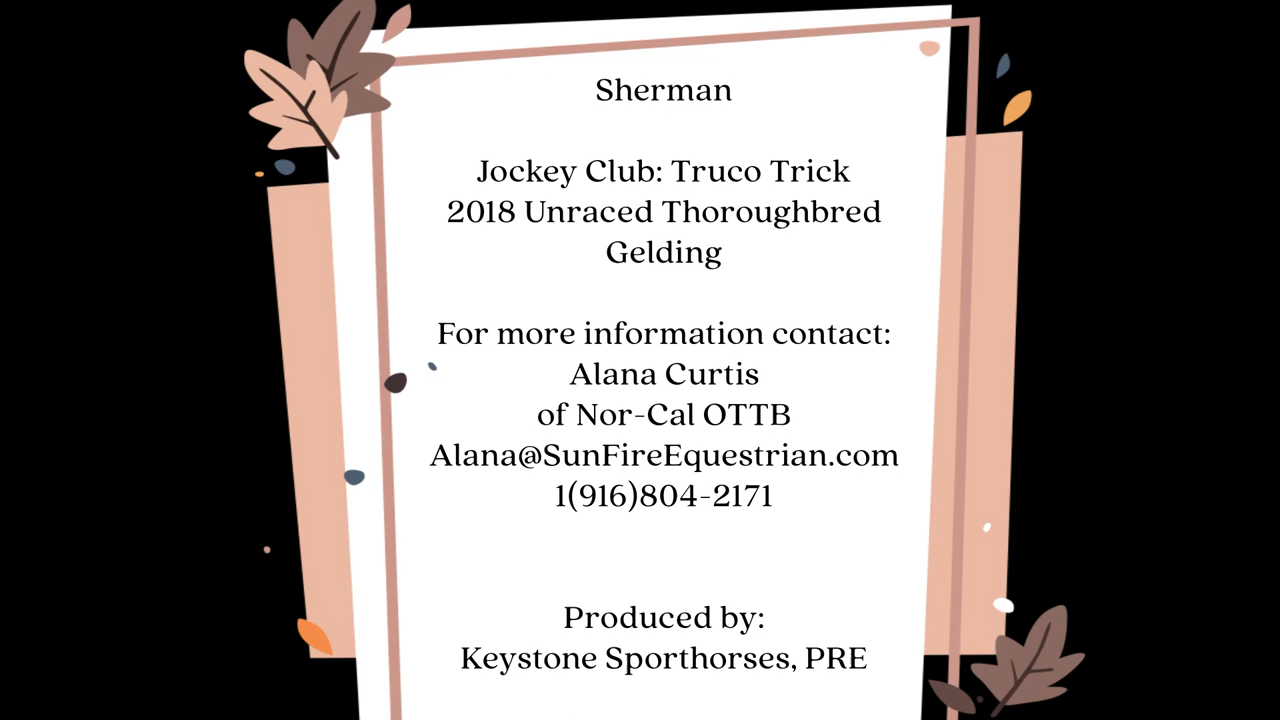 Sherman
Jockey Club: Truco Trick
2018 Unraced Thoroughbred
Gelding
For more information contact:
Alana Curtis
of Nor-Cal OTTB
Alana@SunFireEquestrian.com
1(916)804-2171
Produced by:
Keystone Sporthorses, PRE